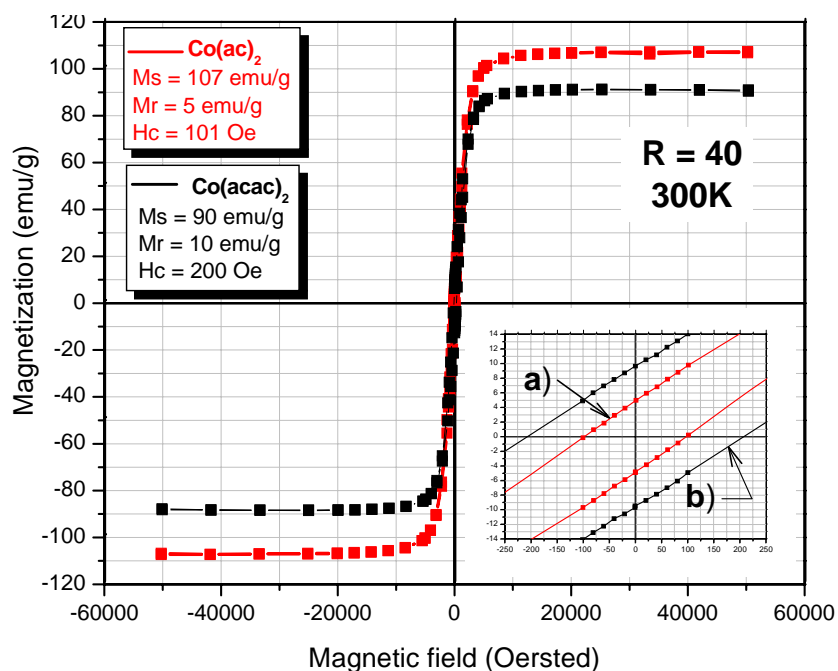 120
100
80
60
40
20
0
-20
-40
-60
-80
-100
-120
Magnetization (emu/g)
Co(ac)₂
Ms = 107 emu/g
Mr = 5 emu/g
Hc = 101 Oe
Co(acac)₂
Ms = 90 emu/g
Mr = 10 emu/g
Hc = 200 Oe
R = 40
300K
14
12
10
8
6
4
2
0
-2
-4
-6
-8
-10
-12
-14
a)
b)
-250 -200 -150 -100 -50 0 50 100 150 200 250
-60000 -40000 -20000 0 20000 40000 60000
Magnetic field (Oersted)